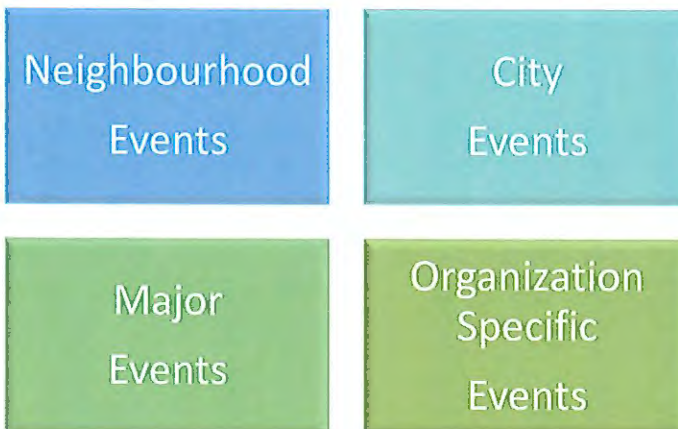 Neighbourhood
Events
City
Events
Major
Events
Organization
Specific
Events